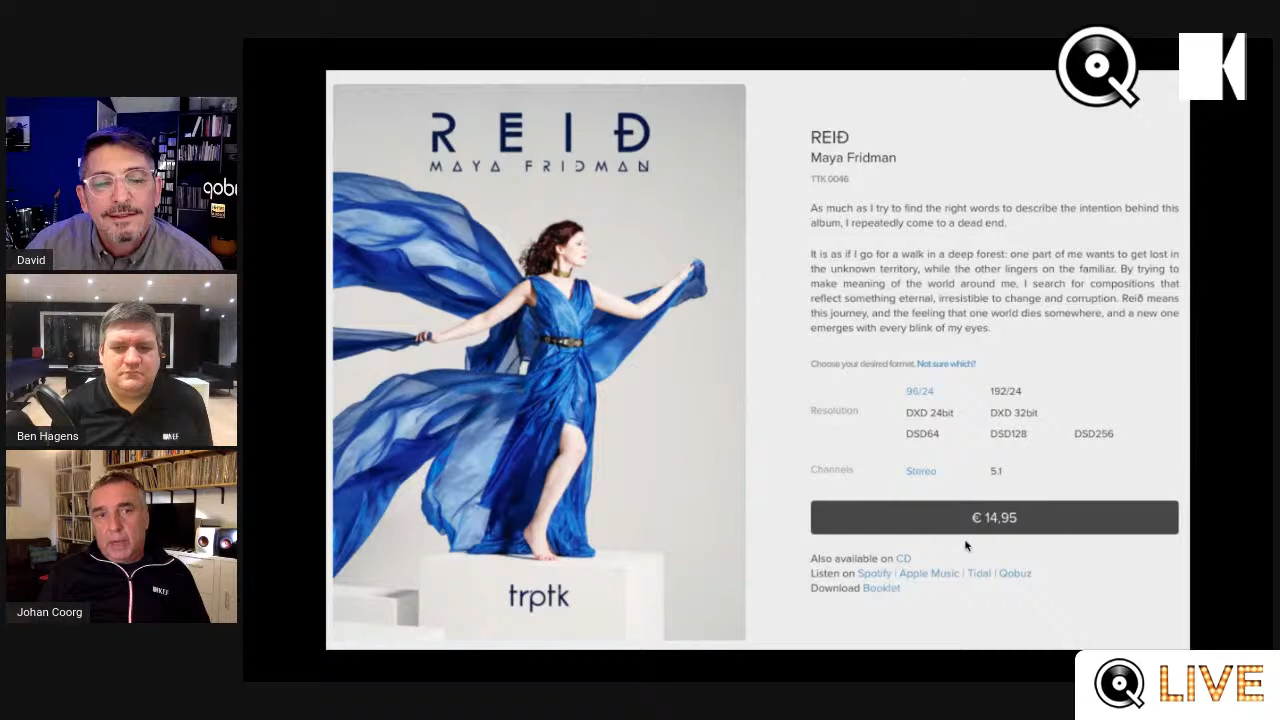 David
Ben Hagens
KEF
Johan Coorg
KEF
qobu
REIÐ
MAYA FRIDMAN
trptk
REIÐ
Maya Fridman
TTK 0046
As much as I try to find the right words to describe the intention behind this
album, I repeatedly come to a dead end.
It is as if I go for a walk in a deep forest: one part of me wants to get lost in
the unknown territory, while the other lingers on the familiar. By trying to
make meaning of the world around me, I search for compositions that
reflect something eternal, irresistible to change and corruption. Reið means
this journey, and the feeling that one world dies somewhere, and a new one
emerges with every blink of my eyes.
Choose your desired format. Not sure which?
Resolution
96/24 192/24
DXD 24bit DXD 32bit
DSD64 DSD128 DSD256
Channels Stereo 5.1
€ 14,95
Also available on CD
Listen on Spotify | Apple Music | Tidal | Qobuz
Download Booklet
K
LIVE